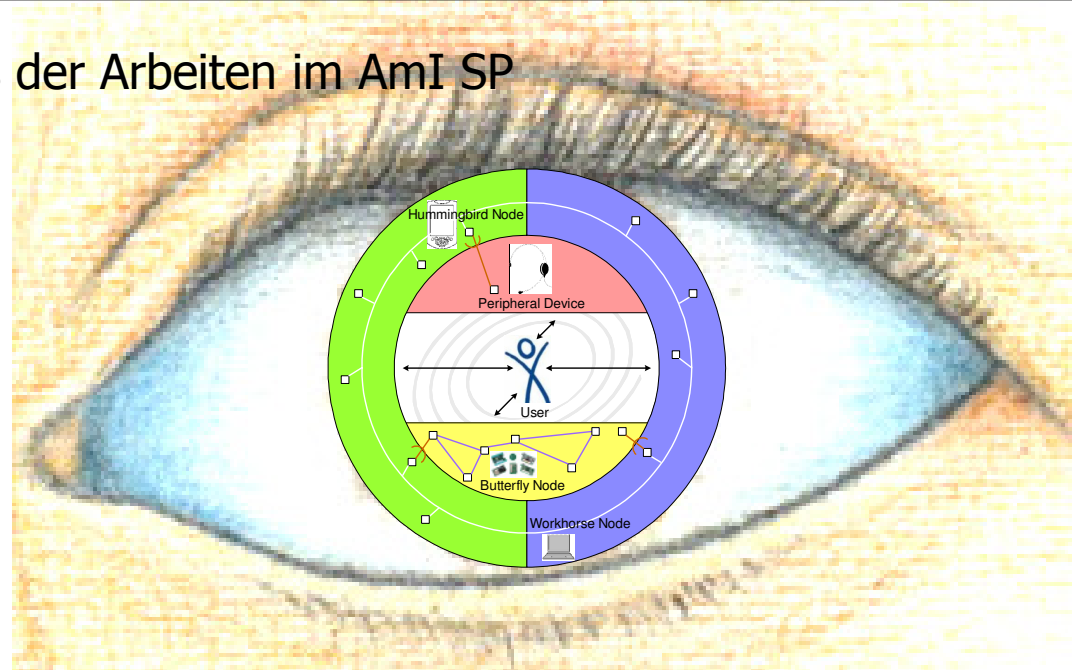 der Arbeiten im AmI SP
Hummingbird Node
Peripheral Device
User
Butterfly Node
Workhorse Node